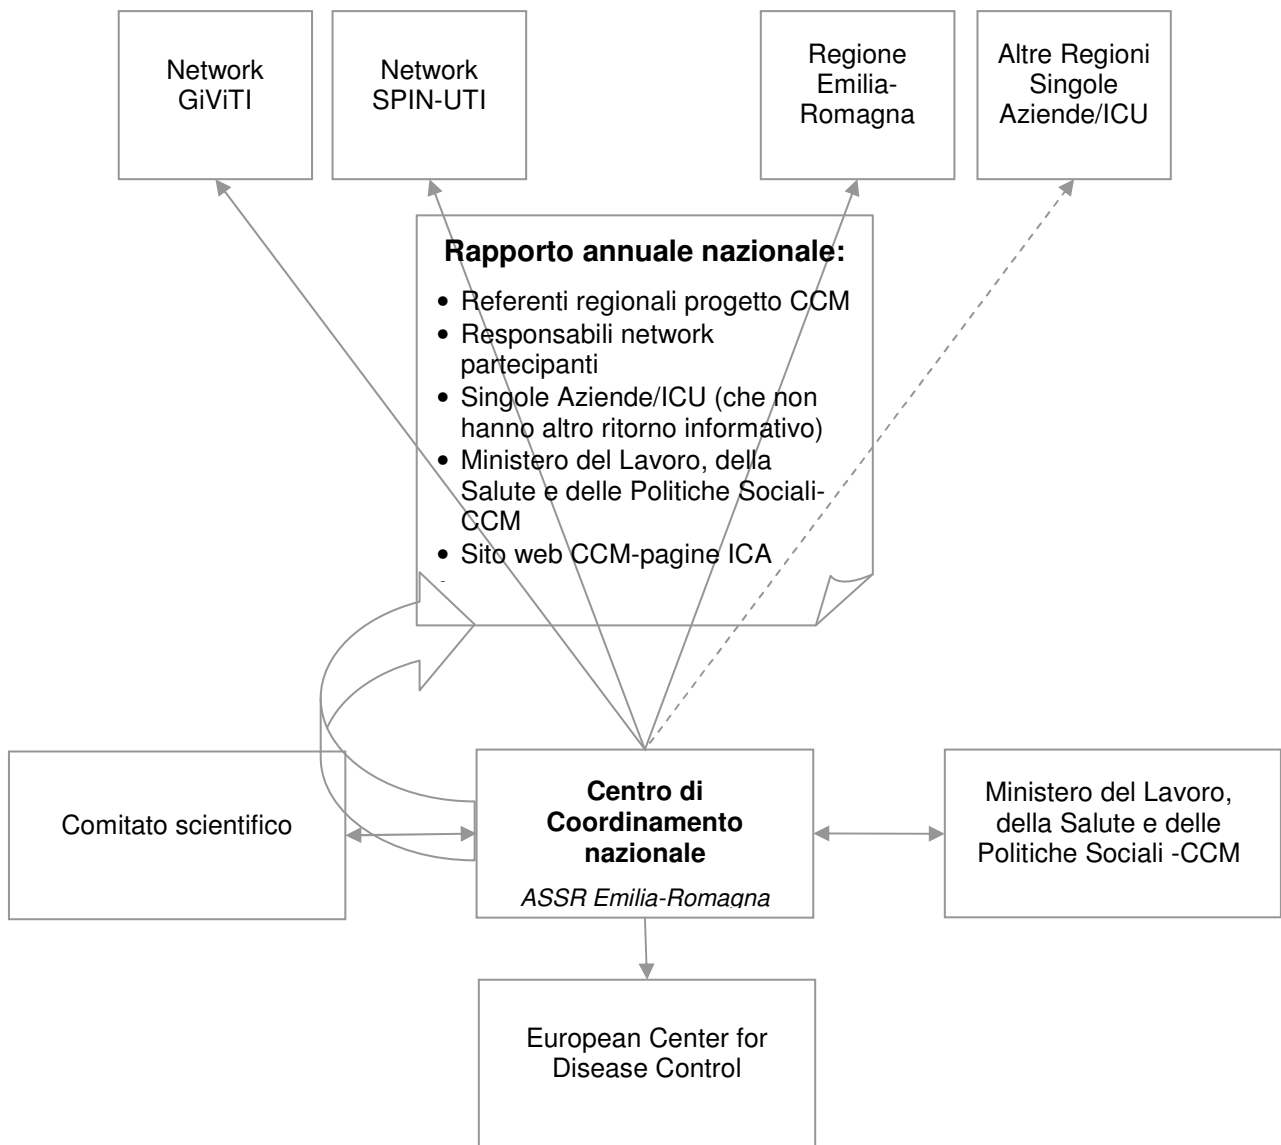 Network
GiViTI
Network
SPIN-UTI
Regione
Emilia-
Romagna
Altre Regioni
Singole
Aziende/ICU
Rapporto annuale nazionale:
• Referenti regionali progetto CCM
• Responsabili network
partecipanti
• Singole Aziende/ICU (che non
hanno altro ritorno informativo)
• Ministero del Lavoro, della
Salute e delle Politiche Sociali-
CCM
• Sito web CCM-pagine ICA
Comitato scientifico
Centro di
Coordinamento
nazionale
ASSR Emilia-Romagna
Ministero del Lavoro,
della Salute e delle
Politiche Sociali -CCM
European Center for
Disease Control